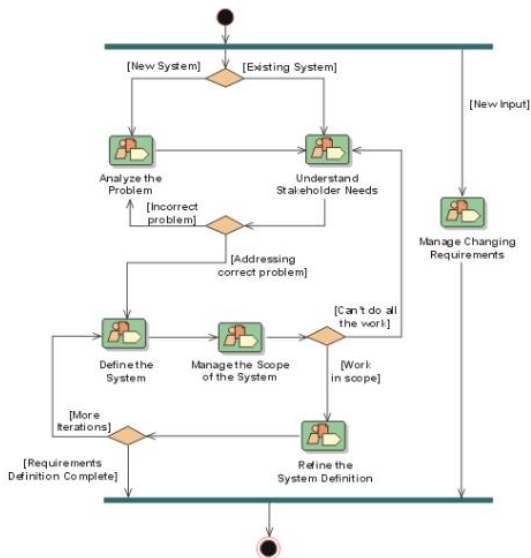 [New System]
[Existing System]
[New Input]
Analyze the
Problem
Understand
Stakeholder Needs
[Incorrect
problem]
Manage Changing
Requirements
[Addressing
correct problem]
[Can't do all
the work]
Define the
System
Manage the Scope
of the System
[Work
in scope]
[More
Iterations]
Refine the
System Definition
[Requirements
Definition Complete]